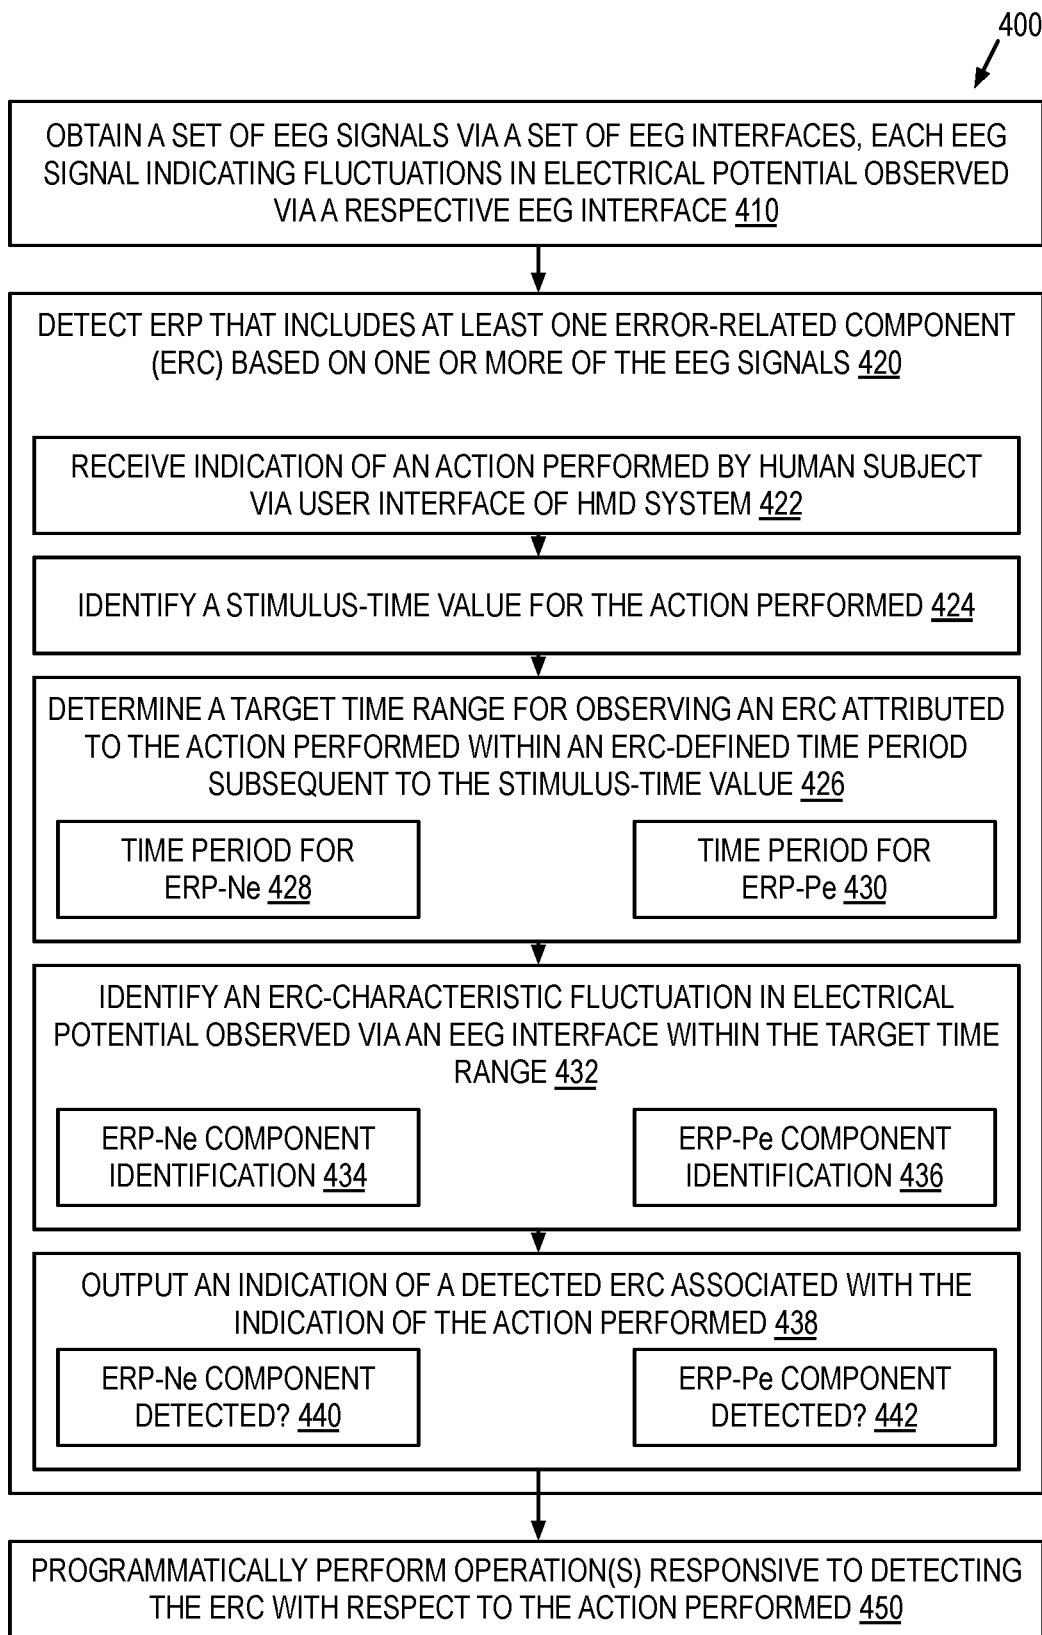 400
OBTAIN A SET OF EEG SIGNALS VIA A SET OF EEG INTERFACES, EACH EEG
SIGNAL INDICATING FLUCTUATIONS IN ELECTRICAL POTENTIAL OBSERVED
VIA A RESPECTIVE EEG INTERFACE 410
DETECT ERP THAT INCLUDES AT LEAST ONE ERROR-RELATED COMPONENT
(ERC) BASED ON ONE OR MORE OF THE EEG SIGNALS 420
RECEIVE INDICATION OF AN ACTION PERFORMED BY HUMAN SUBJECT
VIA USER INTERFACE OF HMD SYSTEM 422
IDENTIFY A STIMULUS-TIME VALUE FOR THE ACTION PERFORMED 424
DETERMINE A TARGET TIME RANGE FOR OBSERVING AN ERC ATTRIBUTED
TO THE ACTION PERFORMED WITHIN AN ERC-DEFINED TIME PERIOD
SUBSEQUENT TO THE STIMULUS-TIME VALUE 426
TIME PERIOD FOR
ERP-Ne 428
TIME PERIOD FOR
ERP-Pe 430
IDENTIFY AN ERC-CHARACTERISTIC FLUCTUATION IN ELECTRICAL
POTENTIAL OBSERVED VIA AN EEG INTERFACE WITHIN THE TARGET TIME
RANGE 432
ERP-Ne COMPONENT
IDENTIFICATION 434
ERP-Pe COMPONENT
IDENTIFICATION 436
OUTPUT AN INDICATION OF A DETECTED ERC ASSOCIATED WITH THE
INDICATION OF THE ACTION PERFORMED 438
ERP-Ne COMPONENT
DETECTED? 440
ERP-Pe COMPONENT
DETECTED? 442
PROGRAMMATICALLY PERFORM OPERATION(S) RESPONSIVE TO DETECTING
THE ERC WITH RESPECT TO THE ACTION PERFORMED 450